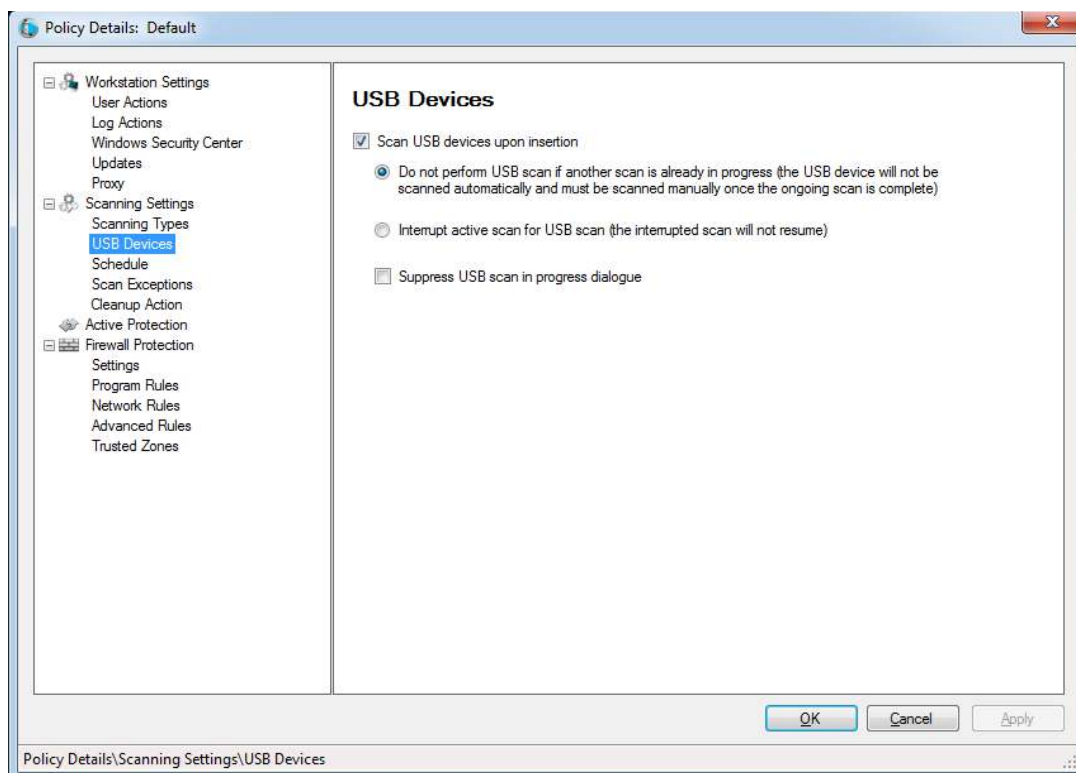 Policy Details: Default
Workstation Settings
User Actions
Log Actions
Windows Security Center
Updates
Proxy
Scanning Settings
Scanning Types
USB Devices
Schedule
Scan Exceptions
Cleanup Action
Active Protection
Firewall Protection
Settings
Program Rules
Network Rules
Advanced Rules
Trusted Zones
USB Devices
Scan USB devices upon insertion
Do not perform USB scan if another scan is already in progress (the USB device will not be
scanned automatically and must be scanned manually once the ongoing scan is complete)
Interrupt active scan for USB scan (the interrupted scan will not resume)
Suppress USB scan in progress dialogue
OK
Cancel
Apply
Policy Details\Scanning Settings\USB Devices